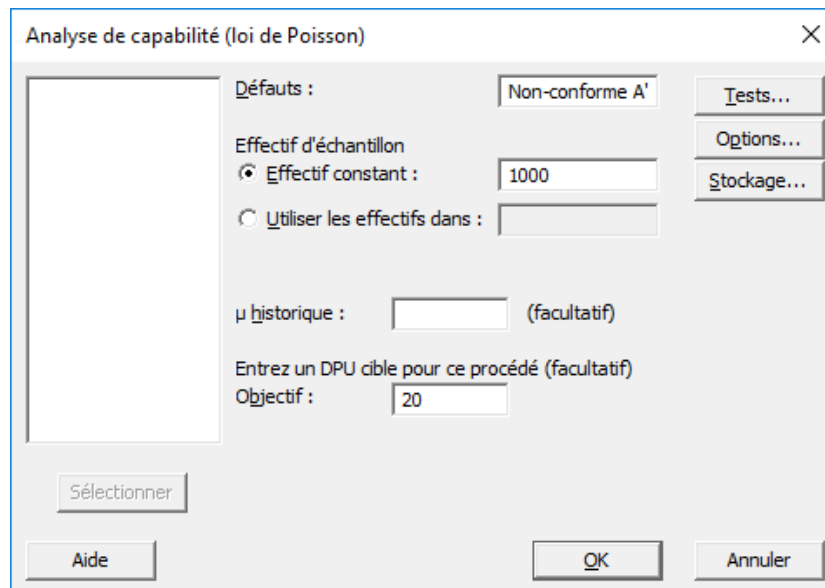 Analyse de capabilité (loi de Poisson)
Défauts :
Non-conforme A'
Tests...
Effectif d'échantillon
Options...
Effectif constant :
1000
Stockage...
Utiliser les effectifs dans :
µ historique :
(facultatif)
Entrez un DPU cible pour ce procédé (facultatif)
Objectif :
20
Sélectionner
Aide
OK
Annuler